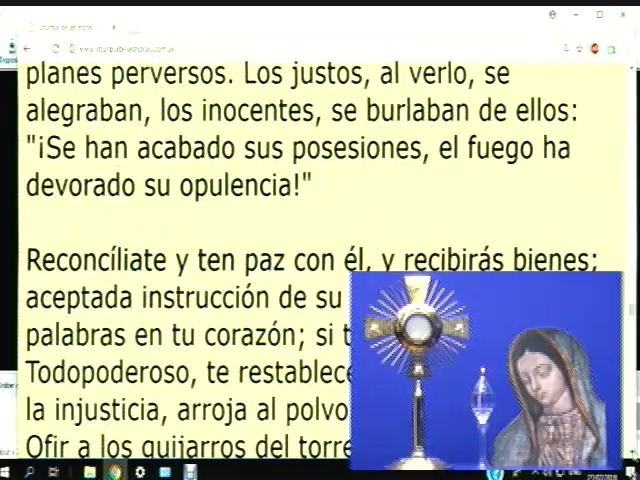 planes perversos. Los justos, al verlo, se
alegraban, los inocentes, se burlaban de ellos:
"¡Se han acabado sus posesiones, el fuego ha
devorado su opulencia!"
Reconcíliate y ten paz con él, y recibirás bienes;
aceptada instrucción de su
palabras en tu corazón; si
Todopoderoso, te restablece
la injusticia, arroja al polvo
Ofir a los guijarros del torre